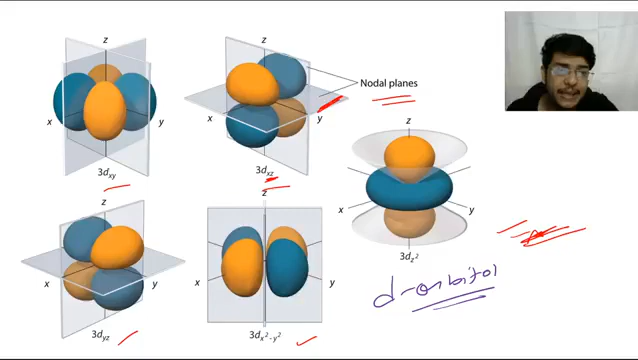 z
x
y
3dxy
z
Nodal planes
x
y
3dxz
z
x
y
3dz²
z
x
y
3dyz
z
x
y
3dx²-y²
d-orbital